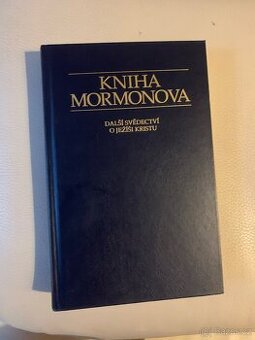 KNIHA
MORMONOVA
DALŠÍ SVĚDECTVÍ
O JEŽÍŠI KRISTU